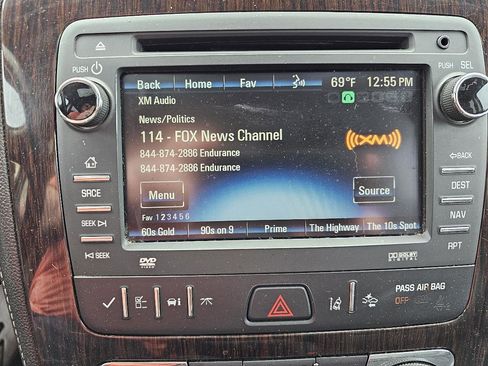 PUSH
PUSH SEL
Back Home Fav 69°F 12:55 PM
XM Audio
News/Politics
114 - FOX News Channel
844-874-2886 Endurance
844-874-2886 Endurance
XM
Menu
Source
Fav 1 2 3 4 5 6
60s Gold 90s on 9 Prime The Highway The 10s Spot
SRCE
SEEK
SEEK
BACK
DEST
NAV
RPT
DVD
VIDEO
DOLBY
DIGITAL
PASS AIR BAG
OFF